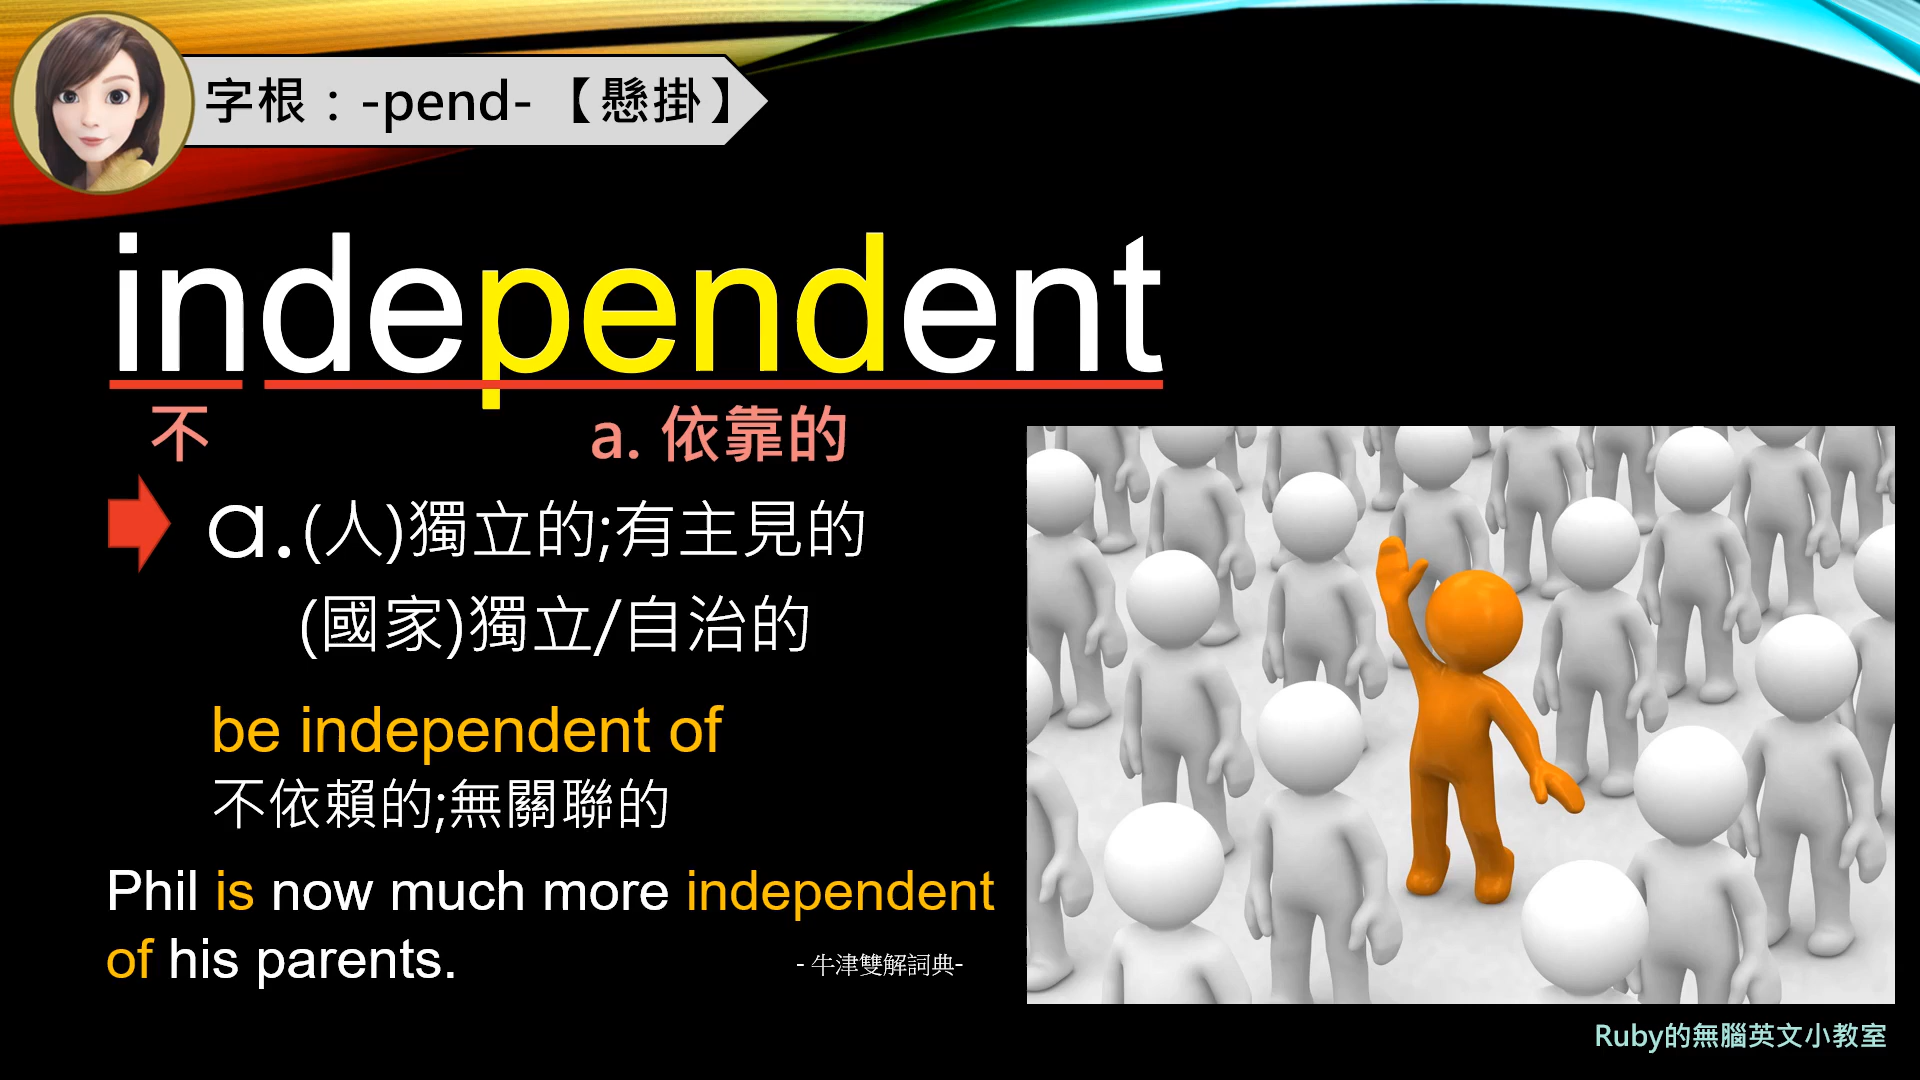 字根：-pend-【懸掛】
independent
不 a. 依靠的
a.(人)獨立的;有主見的
(國家)獨立/自治的
be independent of
不依賴的;無關聯的
Phil is now much more independent
of his parents.
- 牛津雙解詞典-
Ruby的無腦英文小教室